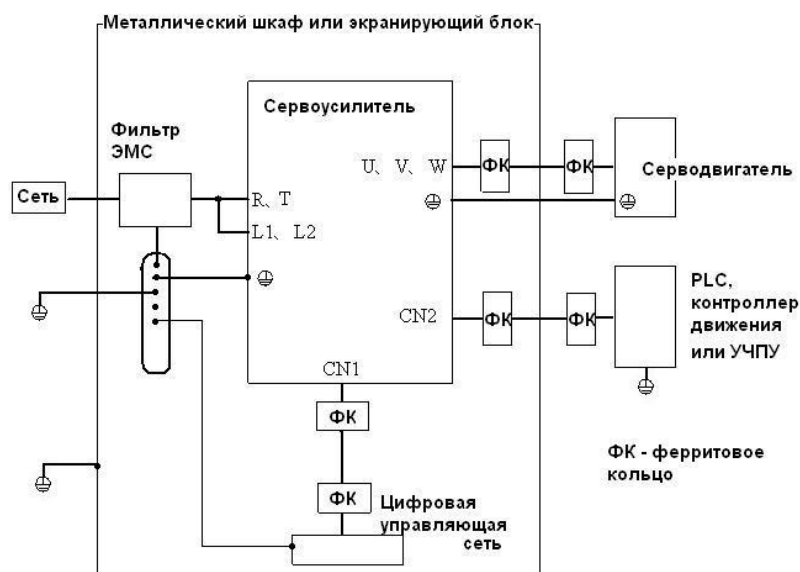 Металлический шкаф или экранирующий блок
Сервоусилитель
Фильтр
ЭМС
U、V、W
ФК
ФК
Серводвигатель
Сеть
R、T
L1、L2
PLC,
контроллер
движения
или УЧПУ
CN2
ФК
ФК
CN1
ФК
ФК - ферритовое
кольцо
ФК
Цифровая
управляющая
сеть